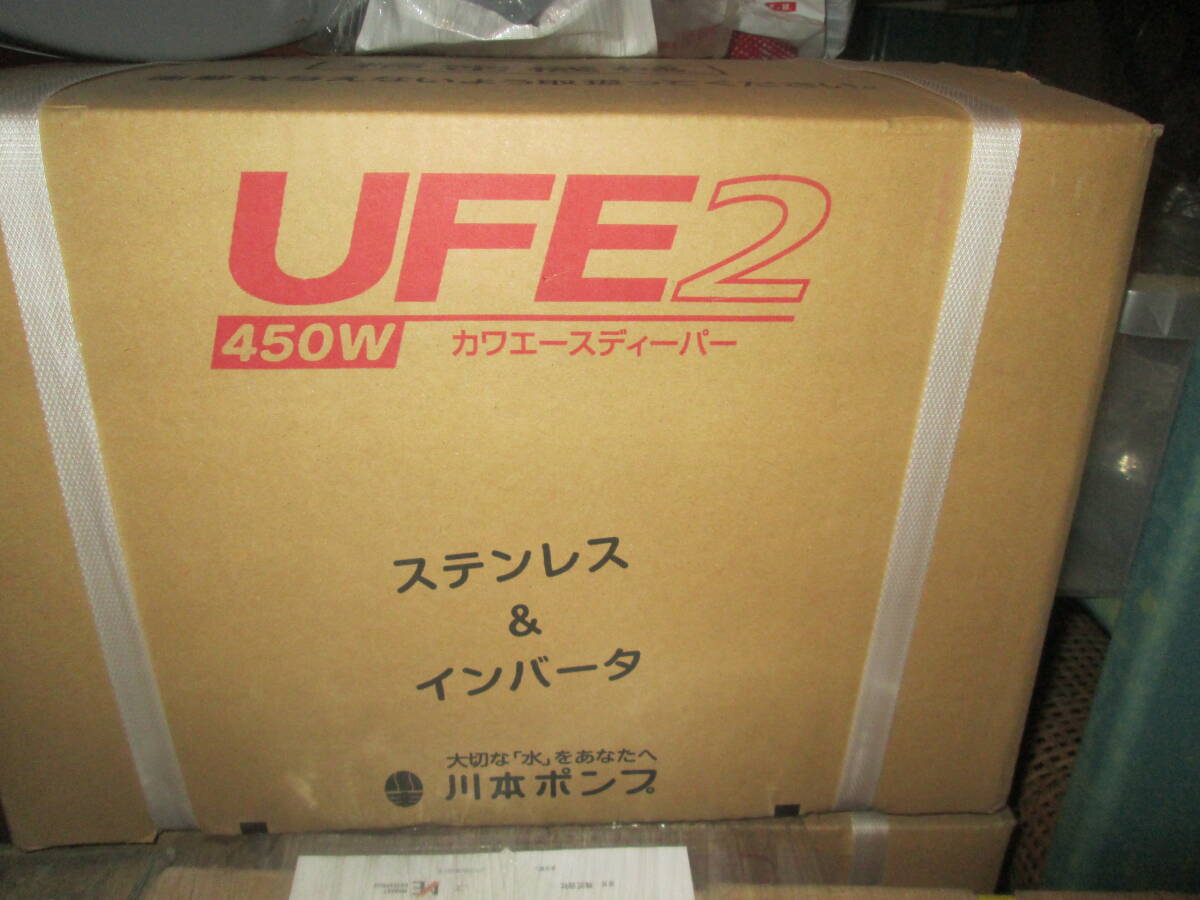 UFE2
450W
カワエースディーパー
ステンレス
&
インバータ
大切な「水」をあなたへ
川本ポンプ